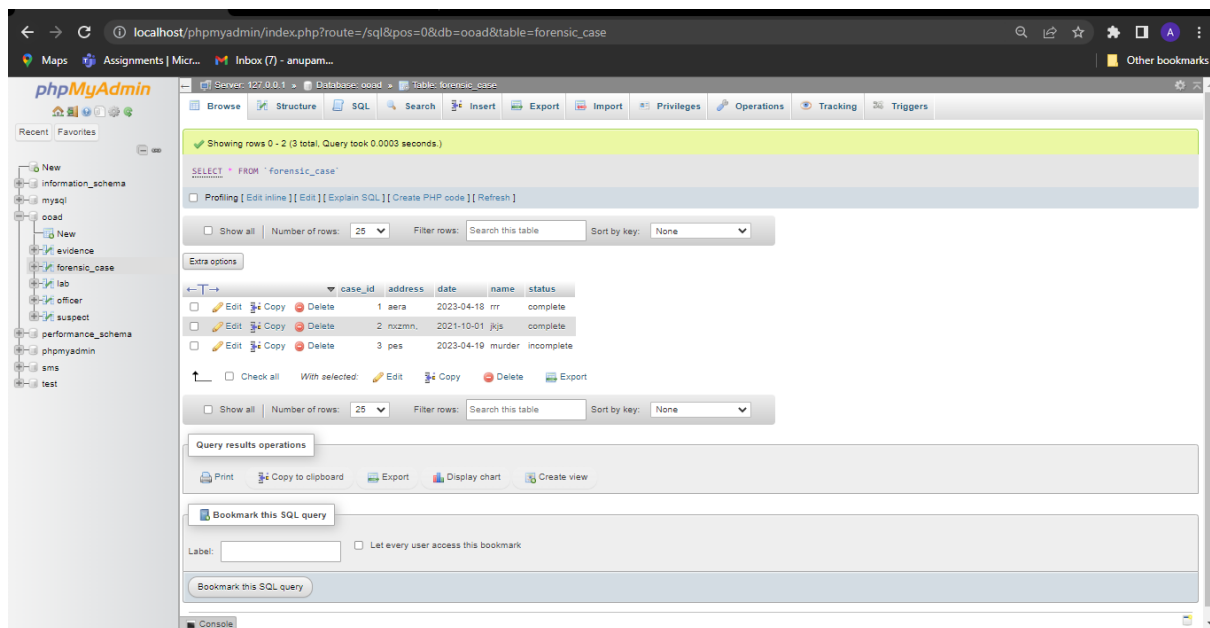 localhost/phpmyadmin/index.php?route=/sql&pos=0&db=ooad&table=forensic_case A
Maps Assignments | Micr... Inbox (7) - anupam... Other bookmarks
phpMyAdmin
Recent Favorites
New
information_schema
mysql
ooad
New
evidence
forensic_case
lab
officer
suspect
performance_schema
phpmyadmin
sms
test
Server: 127.0.0.1 » Database: ooad » Table: forensic_case
Browse Structure SQL Search Insert Export Import Privileges Operations Tracking Triggers
Showing rows 0 - 2 (3 total, Query took 0.0003 seconds.)
SELECT * FROM `forensic_case`
Profiling [ Edit inline ] [ Edit ] [ Explain SQL ] [ Create PHP code ] [ Refresh ]
Show all | Number of rows: 25 Filter rows: Search this table Sort by key: None
Extra options
←T→ ▼ case_id address date name status
Edit Copy Delete 1 aera 2023-04-18 rrr complete
Edit Copy Delete 2 nxzmn, 2021-10-01 jkjs complete
Edit Copy Delete 3 pes 2023-04-19 murder incomplete
Check all With selected: Edit Copy Delete Export
Show all | Number of rows: 25 Filter rows: Search this table Sort by key: None
Query results operations
Print Copy to clipboard Export Display chart Create view
Bookmark this SQL query
Label: Let every user access this bookmark
Bookmark this SQL query
Console